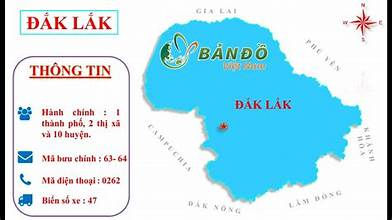 ĐẮK LẮK
THÔNG TIN
Hành chính : 1
thành phố, 2 thị xã
và 10 huyện.
Mã bưu chính : 63- 64
Mã điện thoại : 0262
Biển số xe : 47
GIA LAI
BẢN ĐỒ
Việt Nam
PHÚ YÊN
ĐẮK LẮK
KHÁNH
HÒA
CAMPUCHIA
ĐẮK NÔNG
LÂM ĐỒNG